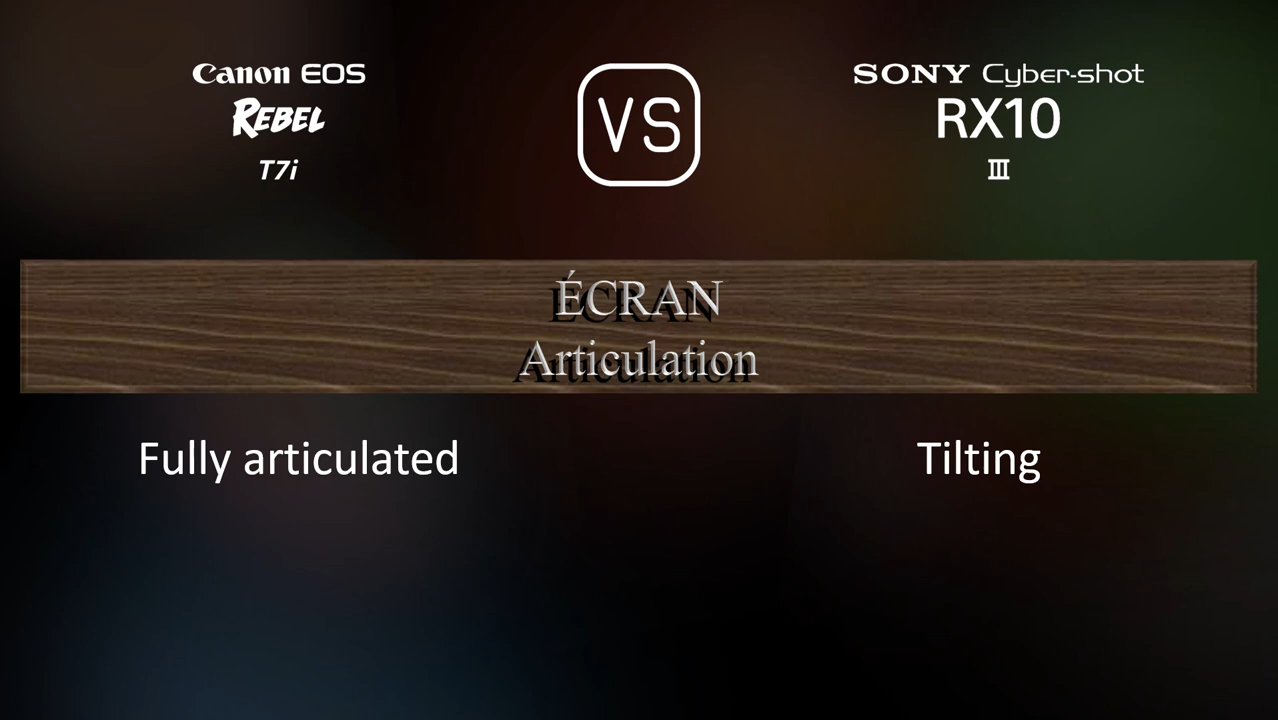 Canon EOS
REBEL
T7i
VS
SONY Cyber-shot
RX10
III
ÉCRAN
Articulation
Fully articulated
Tilting